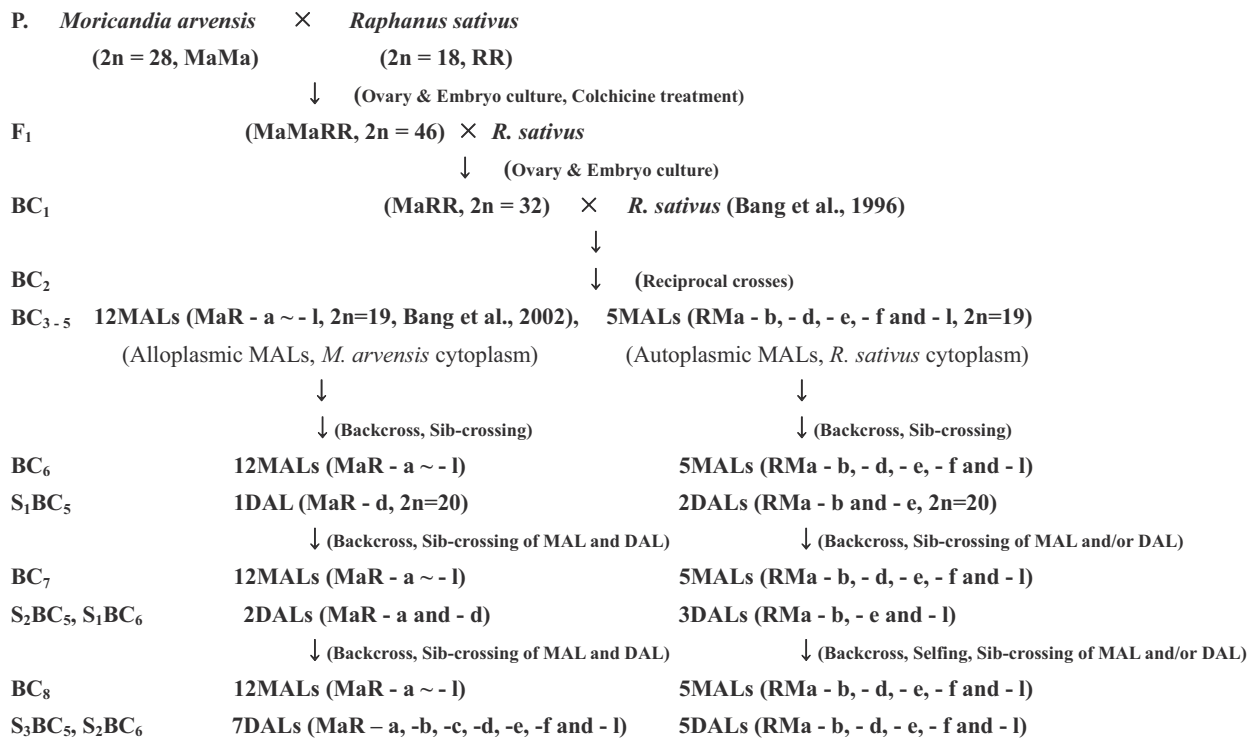 P. Moricandia arvensis × Raphanus sativus
(2n = 28, MaMa) (2n = 18, RR)
↓ (Ovary & Embryo culture, Colchicine treatment)
F1 (MaMaRR, 2n = 46) × R. sativus
↓ (Ovary & Embryo culture)
BC1 (MaRR, 2n = 32) × R. sativus (Bang et al., 1996)
↓
BC2 ↓ (Reciprocal crosses)
BC3 - 5 12MALs (MaR - a ~ - l, 2n=19, Bang et al., 2002), 5MALs (RMa - b, - d, - e, - f and - l, 2n=19)
(Alloplasmic MALs, M. arvensis cytoplasm) (Autoplasmic MALs, R. sativus cytoplasm)
↓ ↓
↓ (Backcross, Sib-crossing) ↓ (Backcross, Sib-crossing)
BC6 12MALs (MaR - a ~ - l) 5MALs (RMa - b, - d, - e, - f and - l)
S1BC5 1DAL (MaR - d, 2n=20) 2DALs (RMa - b and - e, 2n=20)
↓ (Backcross, Sib-crossing of MAL and DAL) ↓ (Backcross, Sib-crossing of MAL and/or DAL)
BC7 12MALs (MaR - a ~ - l) 5MALs (RMa - b, - d, - e, - f and - l)
S2BC5, S1BC6 2DALs (MaR - a and - d) 3DALs (RMa - b, - e and - l)
↓ (Backcross, Sib-crossing of MAL and DAL) ↓ (Backcross, Selfing, Sib-crossing of MAL and/or DAL)
BC8 12MALs (MaR - a ~ - l) 5MALs (RMa - b, - d, - e, - f and - l)
S3BC5, S2BC6 7DALs (MaR – a, -b, -c, -d, -e, -f and - l) 5DALs (RMa - b, - d, - e, - f and - l)